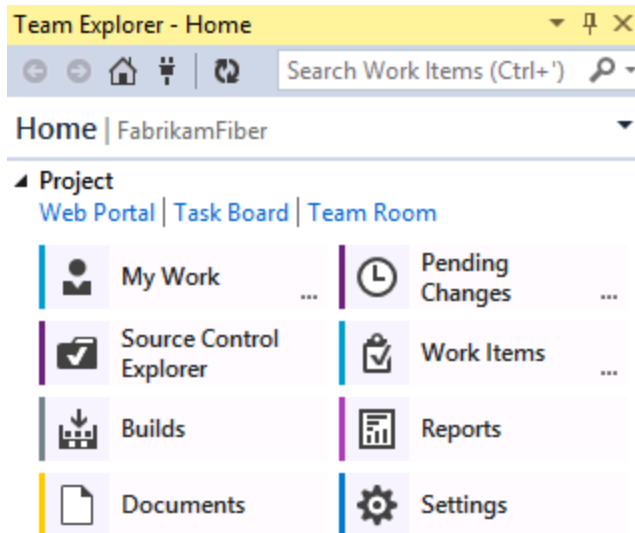 Team Explorer - Home
Search Work Items (Ctrl+')
Home | FabrikamFiber
Project
Web Portal | Task Board | Team Room
My Work ...
Pending
Changes ...
Source Control
Explorer
Work Items ...
Builds
Reports
Documents
Settings